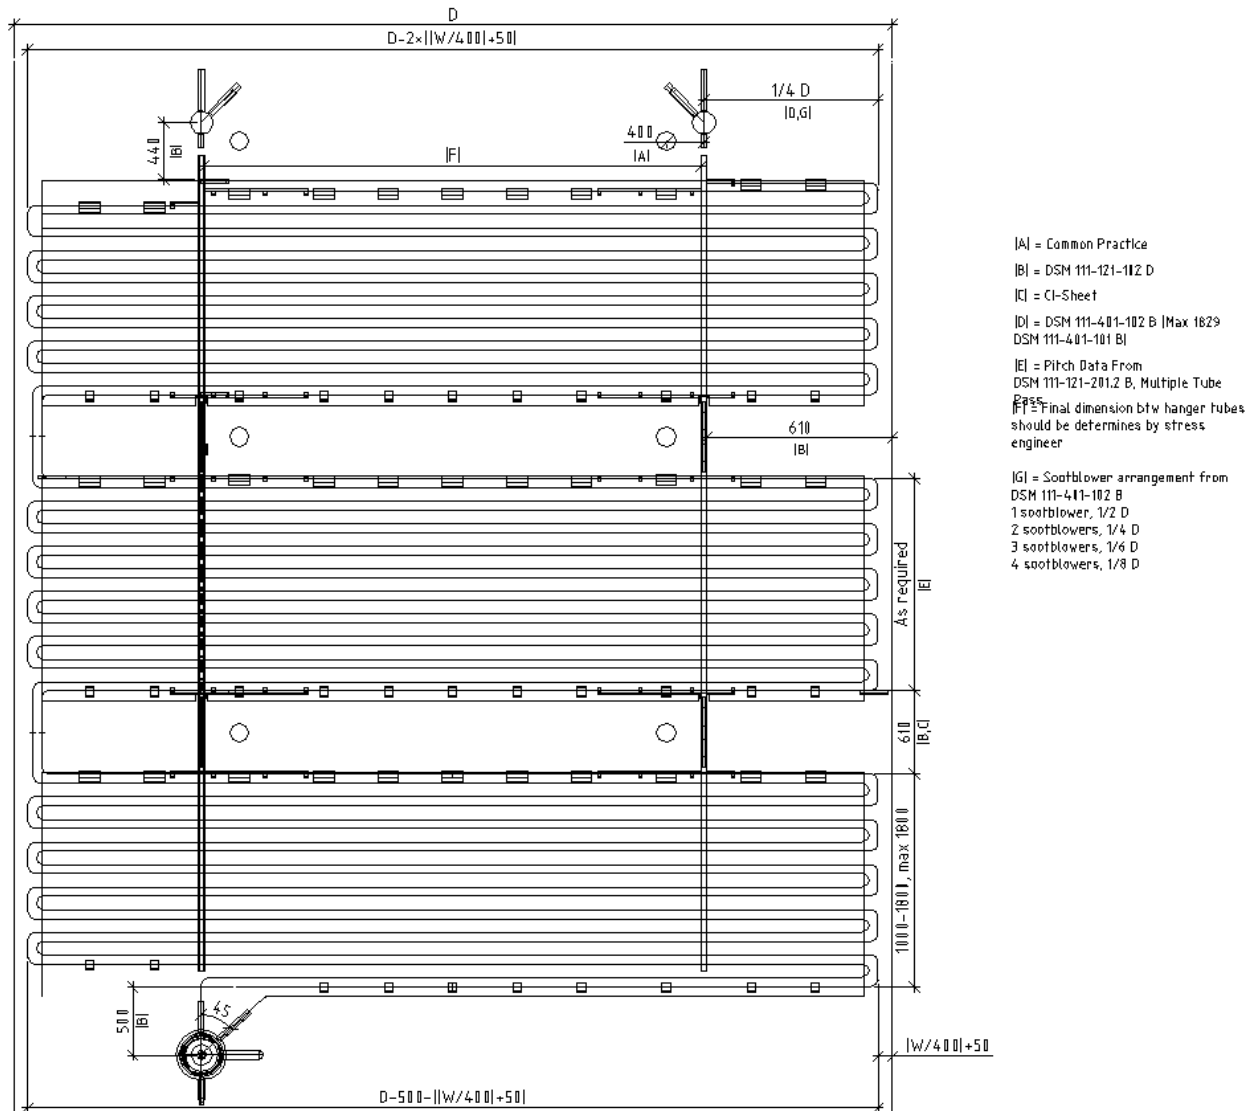 D
D-2×||W/400|+50|
1/4 D
|D,G|
400
|A|
440
|B|
|F|
|A| = Common Practice
|B| = DSM 111-121-102 D
|C| = CI-Sheet
|D| = DSM 111-401-102 B |Max 1829
DSM 111-401-101 B|
|E| = Pitch Data From
DSM 111-121-201.2 B, Multiple Tube
Pass
|F| = Final dimension btw hanger tubes
should be determines by stress
engineer
|G| = Sootblower arrangement from
DSM 111-401-102 B
1 sootblower, 1/2 D
2 sootblowers, 1/4 D
3 sootblowers, 1/6 D
4 sootblowers, 1/8 D
610
|B|
As required
|E|
610
|B,C|
1000-1800, max 1800
500
|B|
45
|W/400|+50
D-500-||W/400|+50|